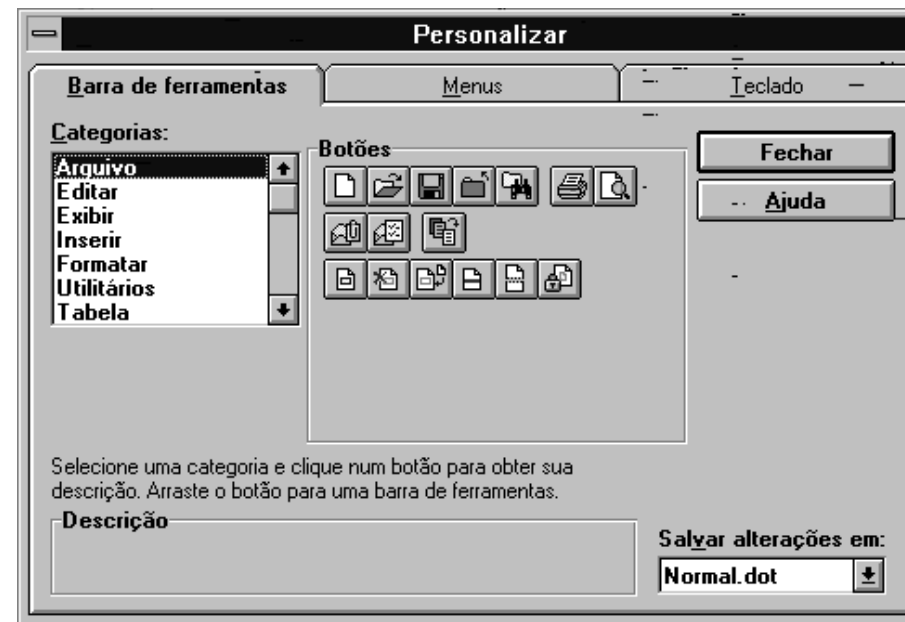 Personalizar
Barra de ferramentas Menus Teclado
Categorias:
Arquivo
Editar
Exibir
Inserir
Formatar
Utilitários
Tabela
Botões
Fechar
Ajuda
Selecione uma categoria e clique num botão para obter sua
descrição. Arraste o botão para uma barra de ferramentas.
Descrição
Salvar alterações em:
Normal.dot